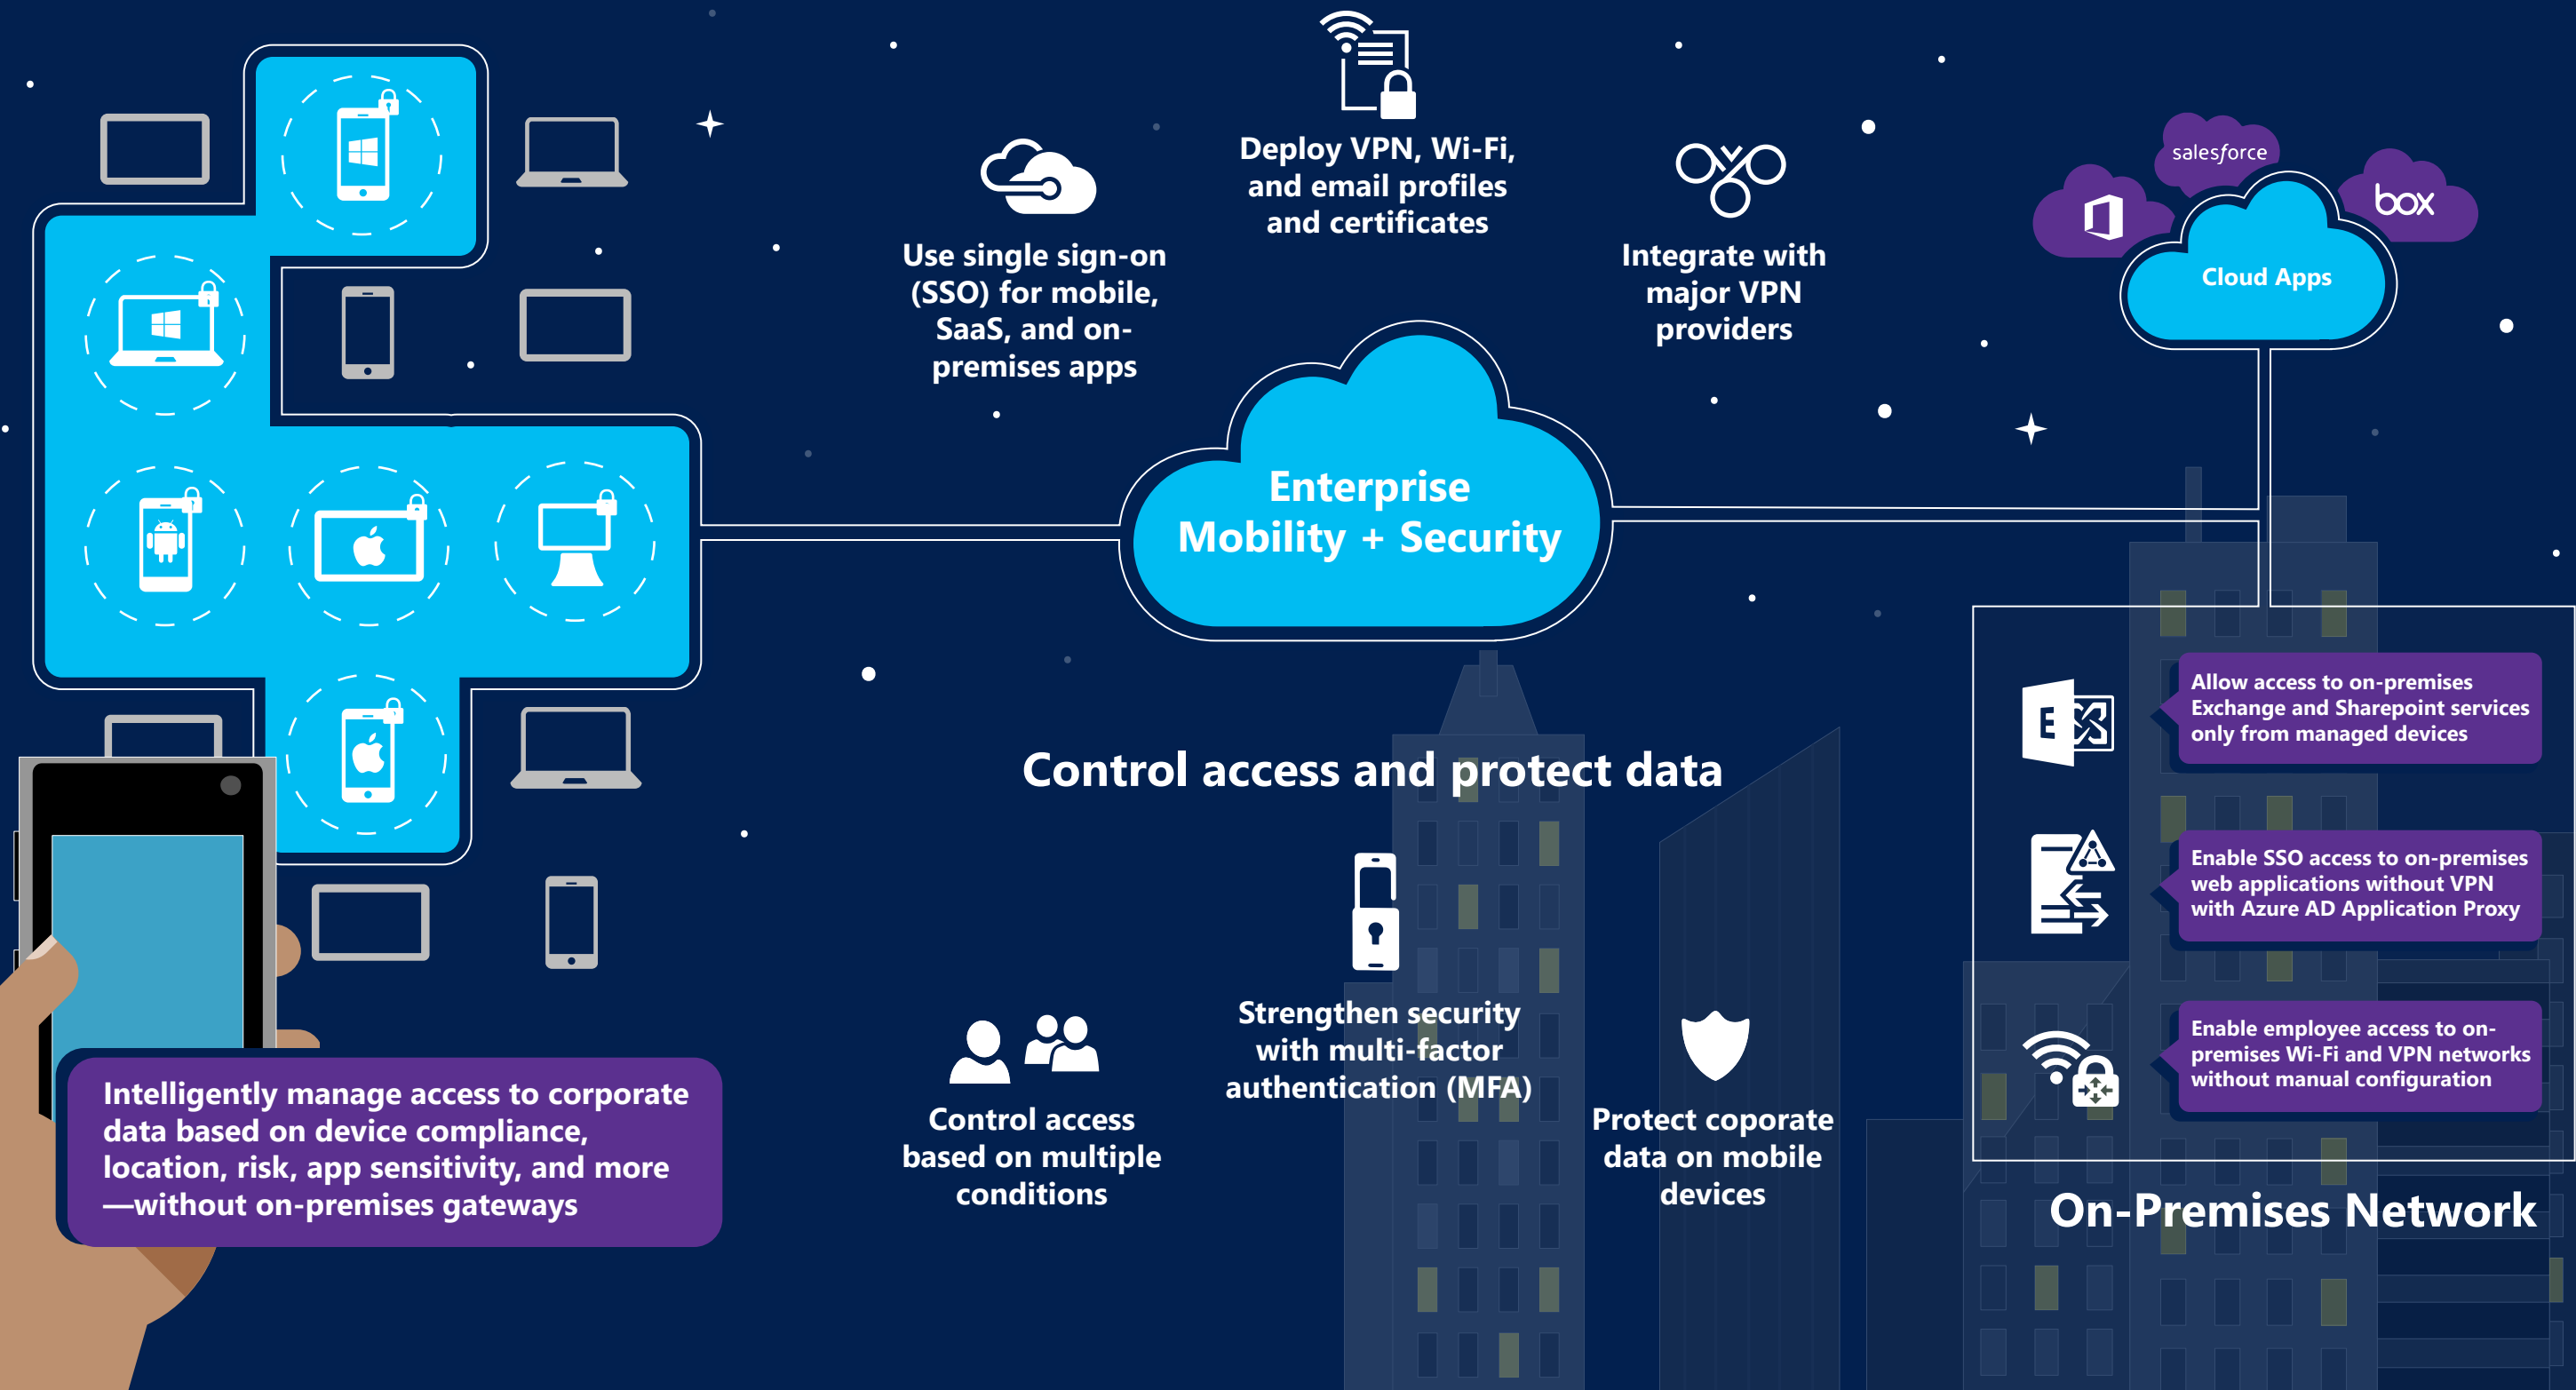 Deploy VPN, Wi-Fi,
and email profiles
and certificates
Use single sign-on
(SSO) for mobile,
SaaS, and on-
premises apps
Integrate with
major VPN
providers
salesforce
box
Cloud Apps
Enterprise
Mobility + Security
Control access and protect data
Control access
based on multiple
conditions
Strengthen security
with multi-factor
authentication (MFA)
Protect coporate
data on mobile
devices
Intelligently manage access to corporate
data based on device compliance,
location, risk, app sensitivity, and more
—without on-premises gateways
E
Allow access to on-premises
Exchange and Sharepoint services
only from managed devices
Enable SSO access to on-premises
web applications without VPN
with Azure AD Application Proxy
Enable employee access to on-
premises Wi-Fi and VPN networks
without manual configuration
On-Premises Network